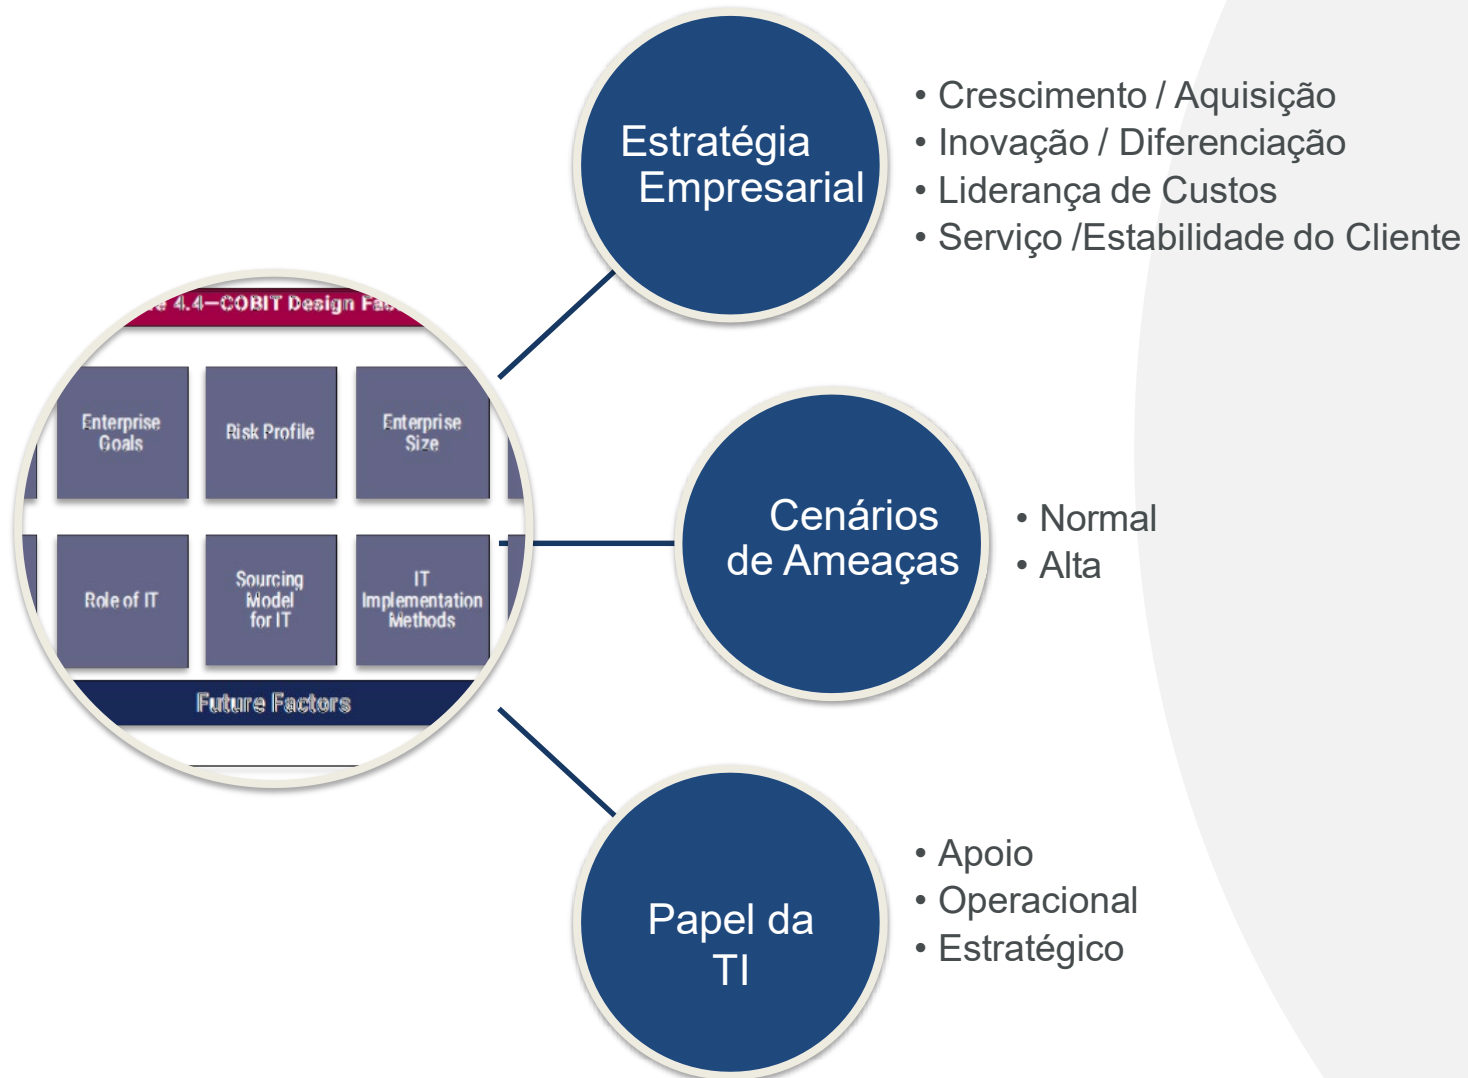 Estratégia
Empresarial
• Crescimento / Aquisição
• Inovação / Diferenciação
• Liderança de Custos
• Serviço /Estabilidade do Cliente
4.4—COBIT Design
Enterprise
Goals
Risk Profile
Enterprise
Size
Role of IT
Sourcing
Model
for IT
IT
Implementation
Methods
Future Factors
Cenários
de Ameaças
• Normal
• Alta
Papel da
TI
• Apoio
• Operacional
• Estratégico